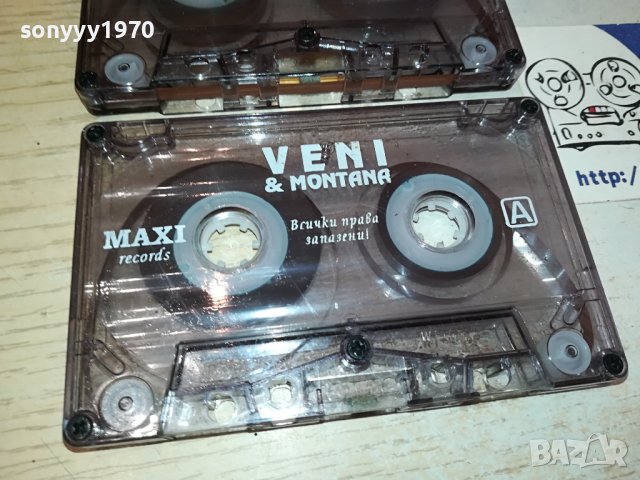 sonyyy1970
VENI
& MONTANA
MAXI
records
Всички права
запазени!
A
http:/
BAZAR